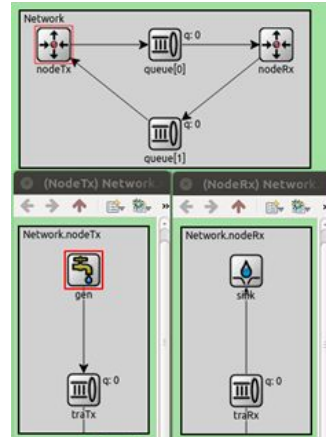 Network
nodeTx
q: 0
queue[0]
nodeRx
q: 0
queue[1]
(NodeTx) Network
(NodeRx) Network
Network.nodeTx
gen
q: 0
traTx
Network.nodeRx
sink
q: 0
traRx